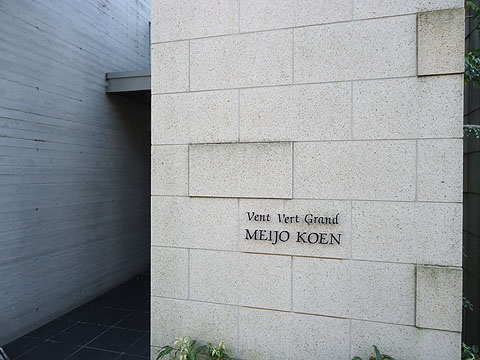 Vent Vert Grand
MEIJO KOEN